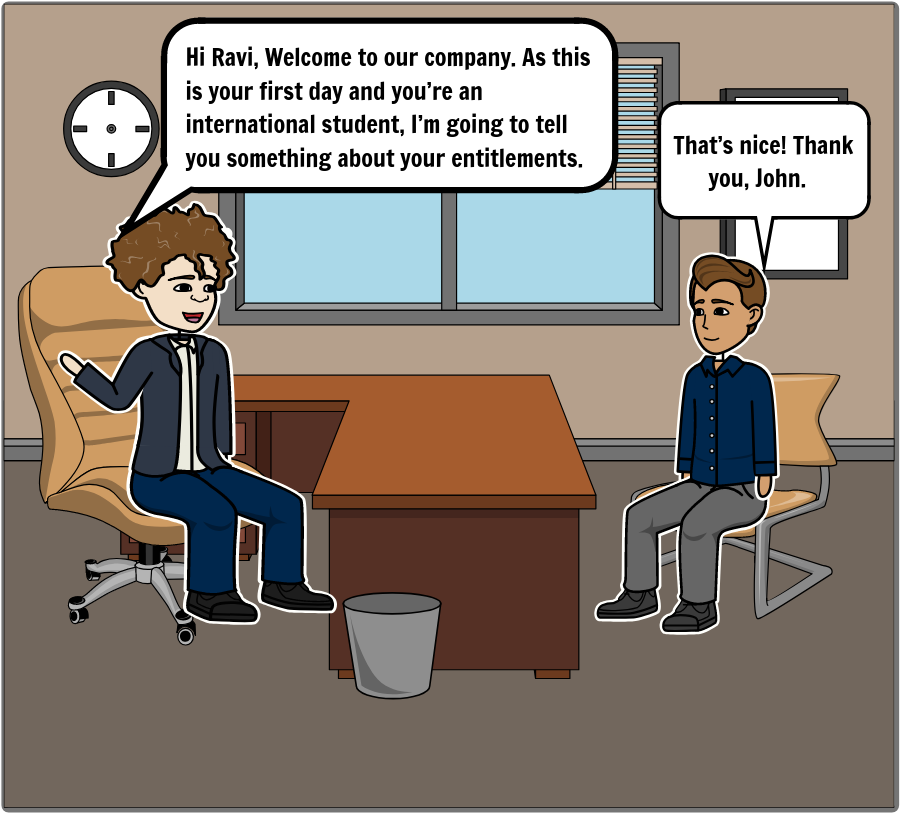 Hi Ravi, Welcome to our company. As this
is your first day and you're an
international student, I'm going to tell
you something about your entitlements.
That's nice! Thank
you, John.